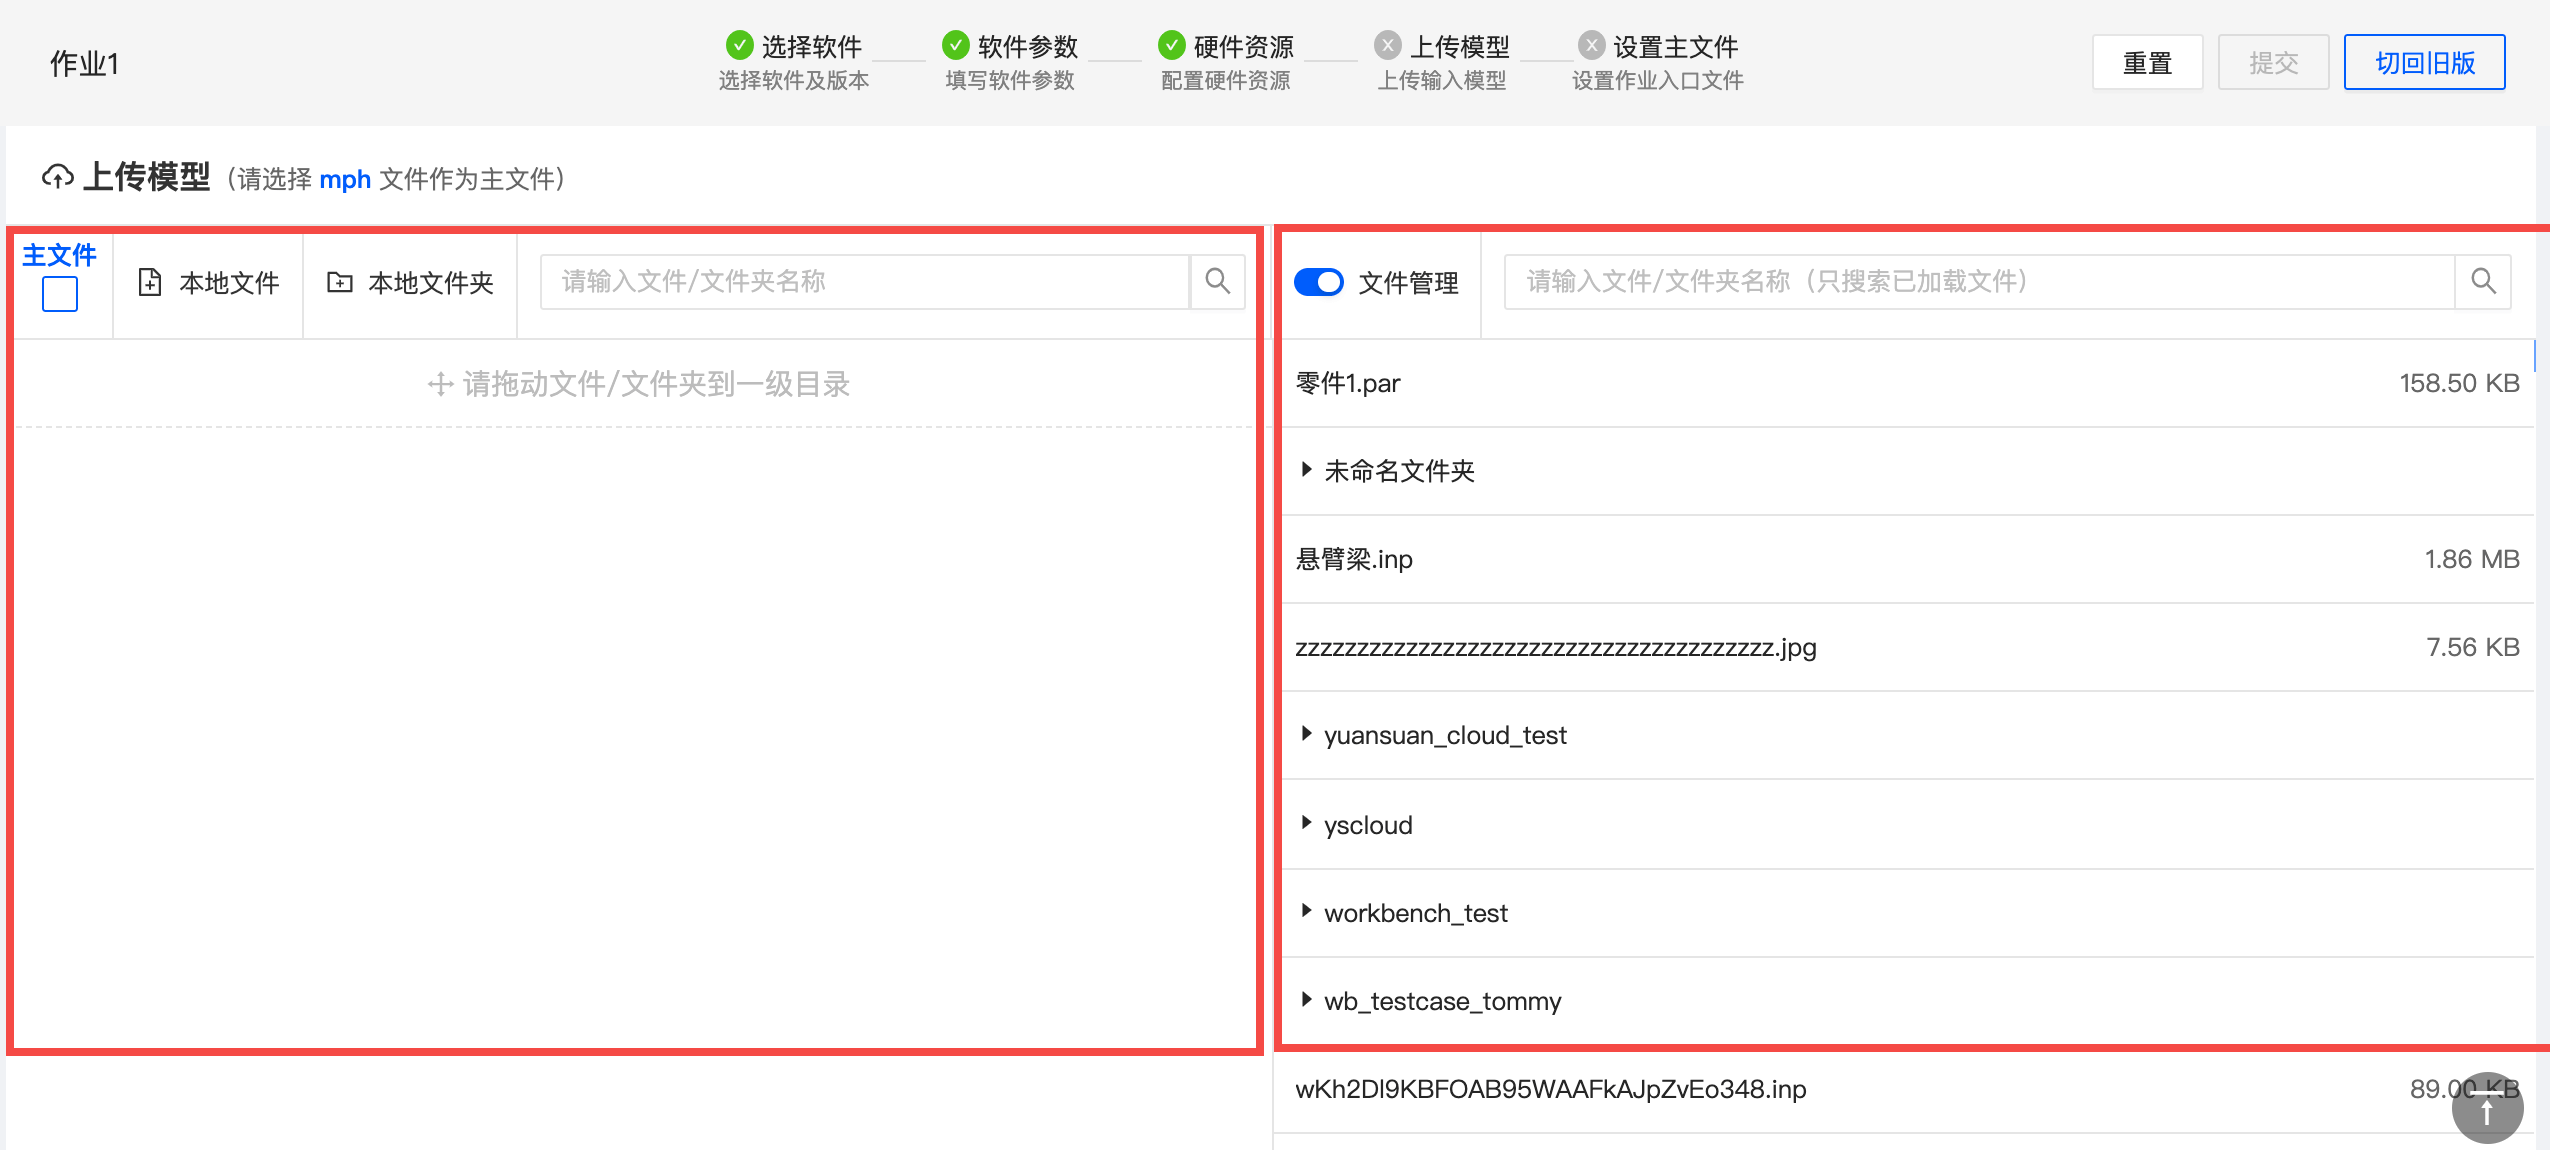 作业1
选择软件
选择软件及版本
软件参数
填写软件参数
硬件资源
配置硬件资源
上传模型
上传输入模型
设置主文件
设置作业入口文件
重置
提交
切回旧版
上传模型（请选择 mph 文件作为主文件）
主文件
本地文件
本地文件夹
请输入文件/文件夹名称
请拖动文件/文件夹到一级目录
文件管理
请输入文件/文件夹名称（只搜索已加载文件）
零件1.par 158.50 KB
未命名文件夹
悬臂梁.inp 1.86 MB
zzzzzzzzzzzzzzzzzzzzzzzzzzzzzzzzzzzzzzz.jpg 7.56 KB
yuansuan_cloud_test
yscloud
workbench_test
wb_testcase_tommy
wKh2Dl9KBFOAB95WAAFkAJpZvEo348.inp 89.00 KB